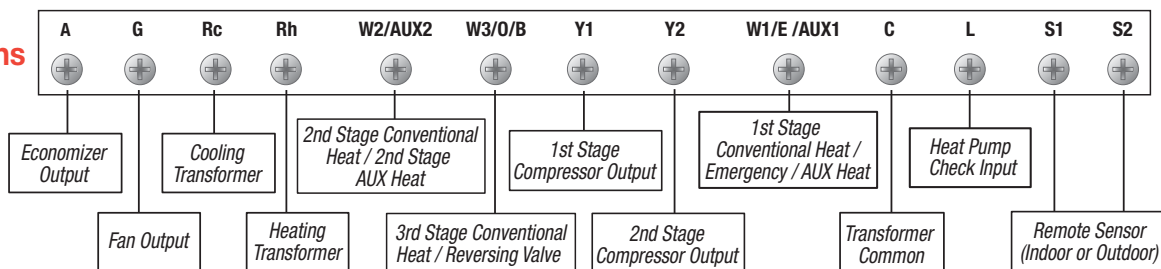 ns
A G Rc Rh W2/AUX2 W3/O/B Y1 Y2 W1/E /AUX1 C L S1 S2
Economizer
Output
Fan Output
Cooling
Transformer
Heating
Transformer
2nd Stage Conventional
Heat / 2nd Stage
AUX Heat
3rd Stage Conventional
Heat / Reversing Valve
1st Stage
Compressor Output
2nd Stage
Compressor Output
1st Stage
Conventional Heat /
Emergency / AUX Heat
Transformer
Common
Heat Pump
Check Input
Remote Sensor
(Indoor or Outdoor)